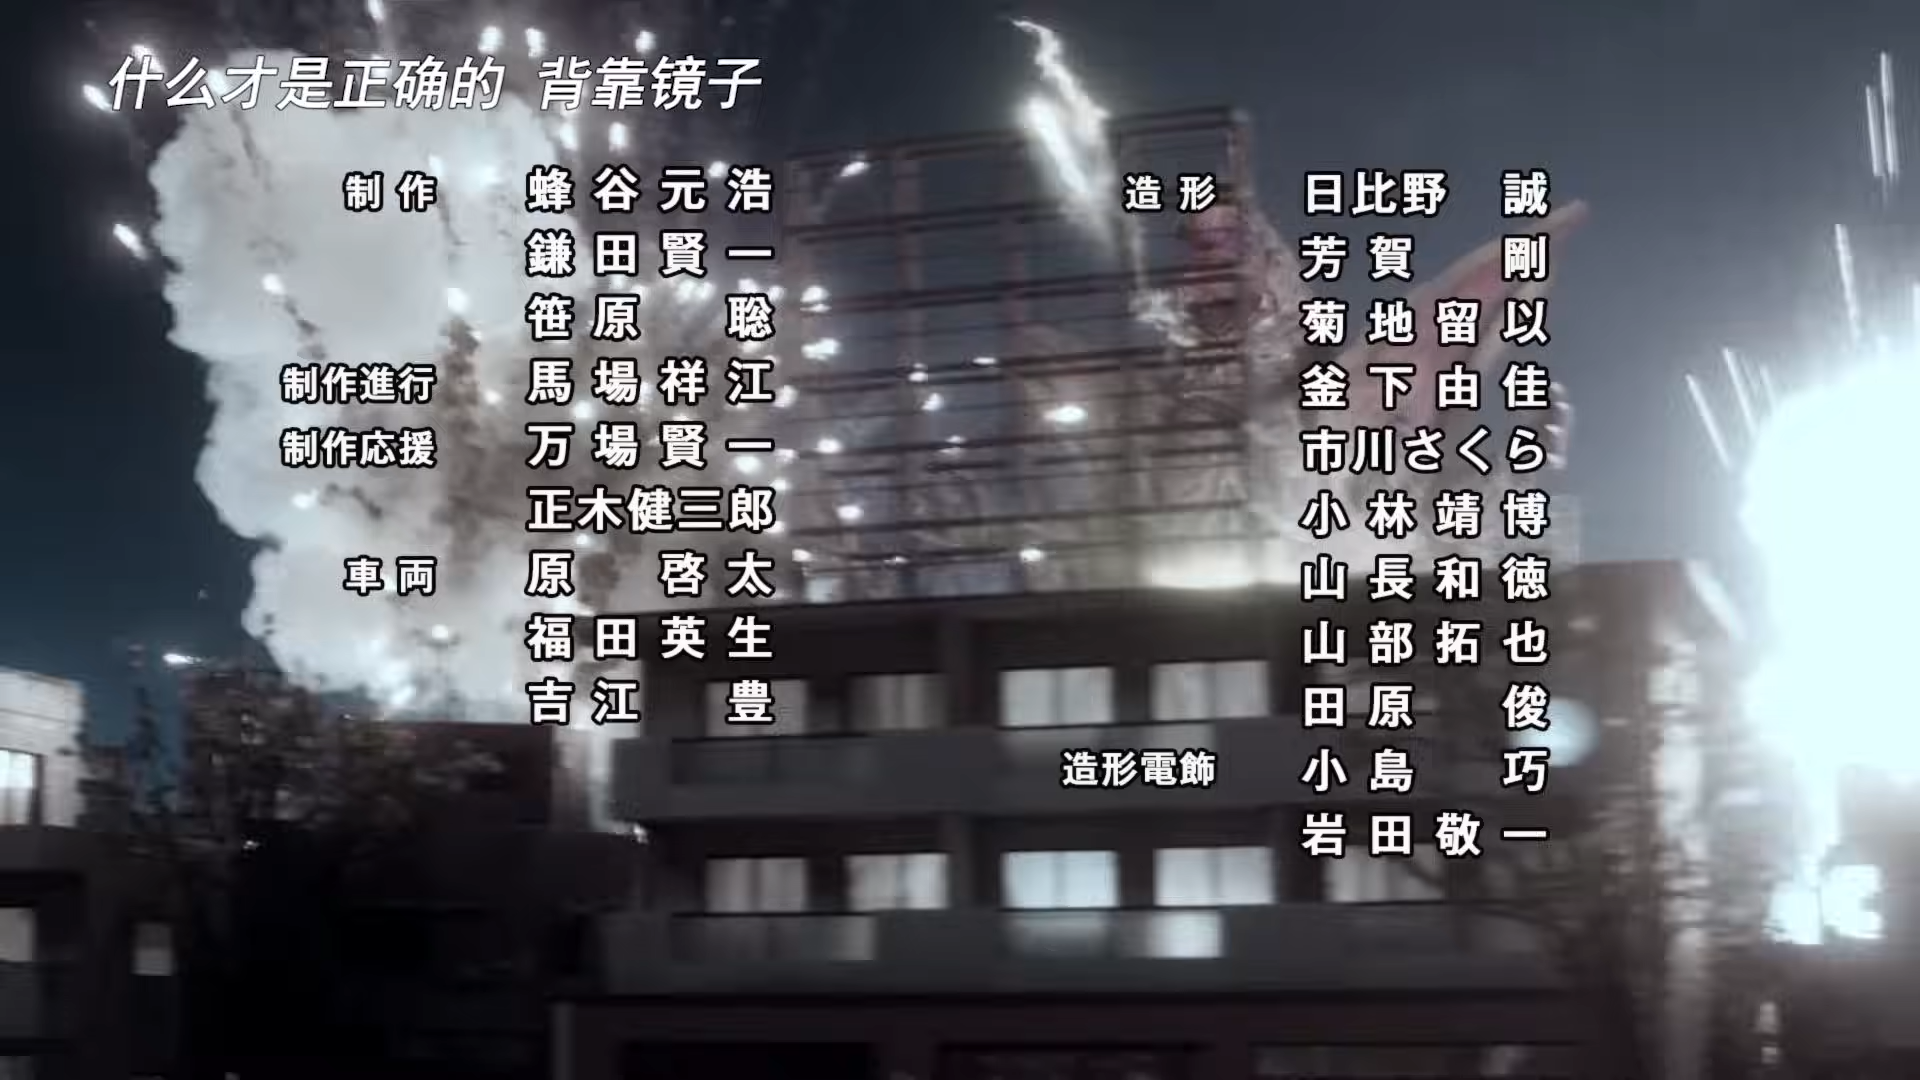 什么才是正确的 背靠镜子
制作 蜂谷元浩
鎌田賢一
笹原 聡
制作進行 馬場祥江
制作応援 万場賢一
正木健三郎
車両 原 啓太
福田英生
吉江 豊
造形 日比野 誠
芳賀 剛
菊地留以
釜下由佳
市川さくら
小林靖博
山長和徳
山部拓也
田原 俊
造形電飾 小島 巧
岩田敬一